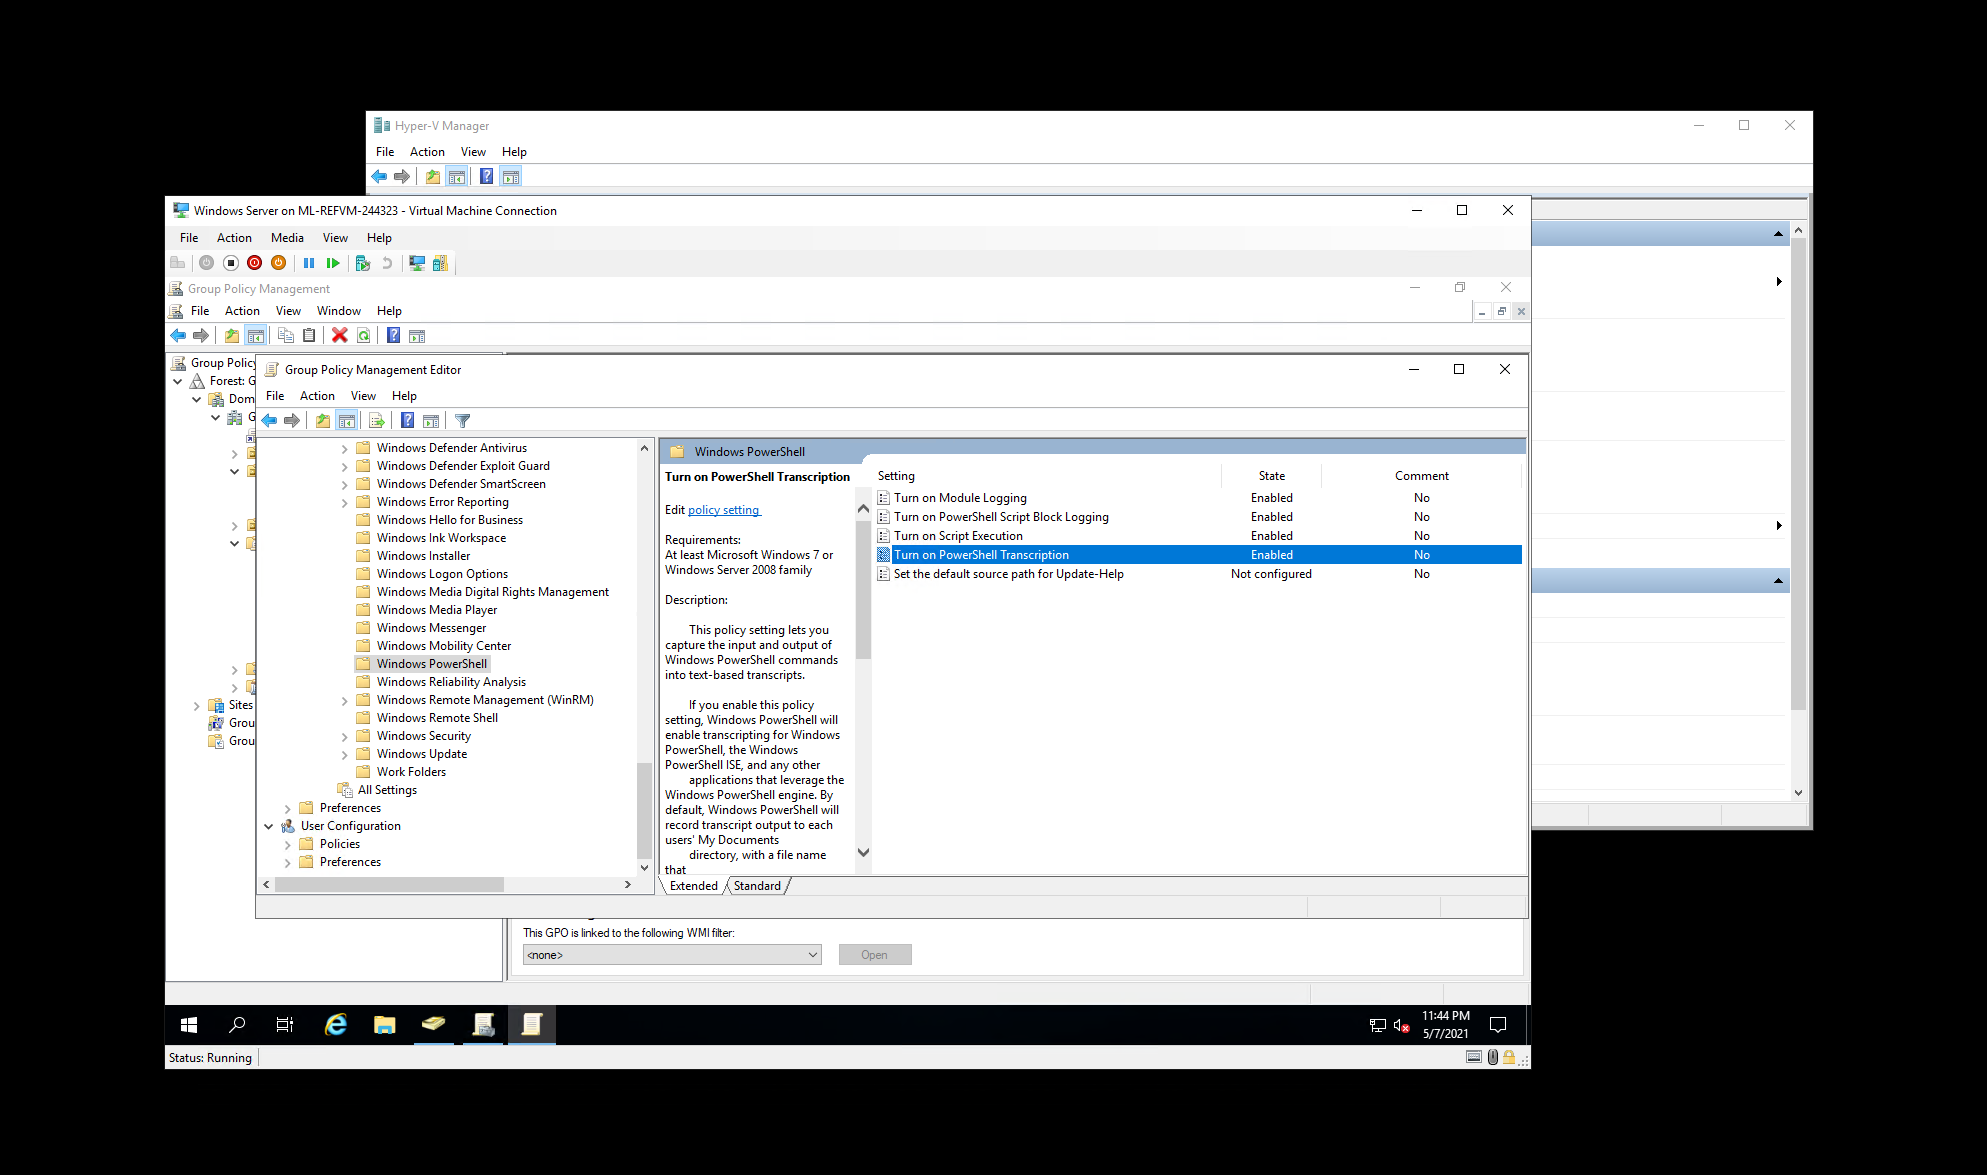 Hyper-V Manager
File Action View Help
Windows Server on ML-REFVM-244323 - Virtual Machine Connection
File Action Media View Help
Group Policy Management
File Action View Window Help
Group Policy
Forest: G
Dom
G
Sites
Grou
Grou
Group Policy Management Editor
File Action View Help
Windows Defender Antivirus
Windows Defender Exploit Guard
Windows Defender SmartScreen
Windows Error Reporting
Windows Hello for Business
Windows Ink Workspace
Windows Installer
Windows Logon Options
Windows Media Digital Rights Management
Windows Media Player
Windows Messenger
Windows Mobility Center
Windows PowerShell
Windows Reliability Analysis
Windows Remote Management (WinRM)
Windows Remote Shell
Windows Security
Windows Update
Work Folders
All Settings
Preferences
User Configuration
Policies
Preferences
Windows PowerShell
Turn on PowerShell Transcription
Edit policy setting
Requirements:
At least Microsoft Windows 7 or
Windows Server 2008 family
Description:
This policy setting lets you
capture the input and output of
Windows PowerShell commands
into text-based transcripts.
If you enable this policy
setting, Windows PowerShell will
enable transcripting for Windows
PowerShell, the Windows
PowerShell ISE, and any other
applications that leverage the
Windows PowerShell engine. By
default, Windows PowerShell will
record transcript output to each
users' My Documents
directory, with a file name
that
Setting State Comment
Turn on Module Logging Enabled No
Turn on PowerShell Script Block Logging Enabled No
Turn on Script Execution Enabled No
Turn on PowerShell Transcription Enabled No
Set the default source path for Update-Help Not configured No
Extended Standard
This GPO is linked to the following WMI filter:
<none> Open
11:44 PM
5/7/2021
Status: Running